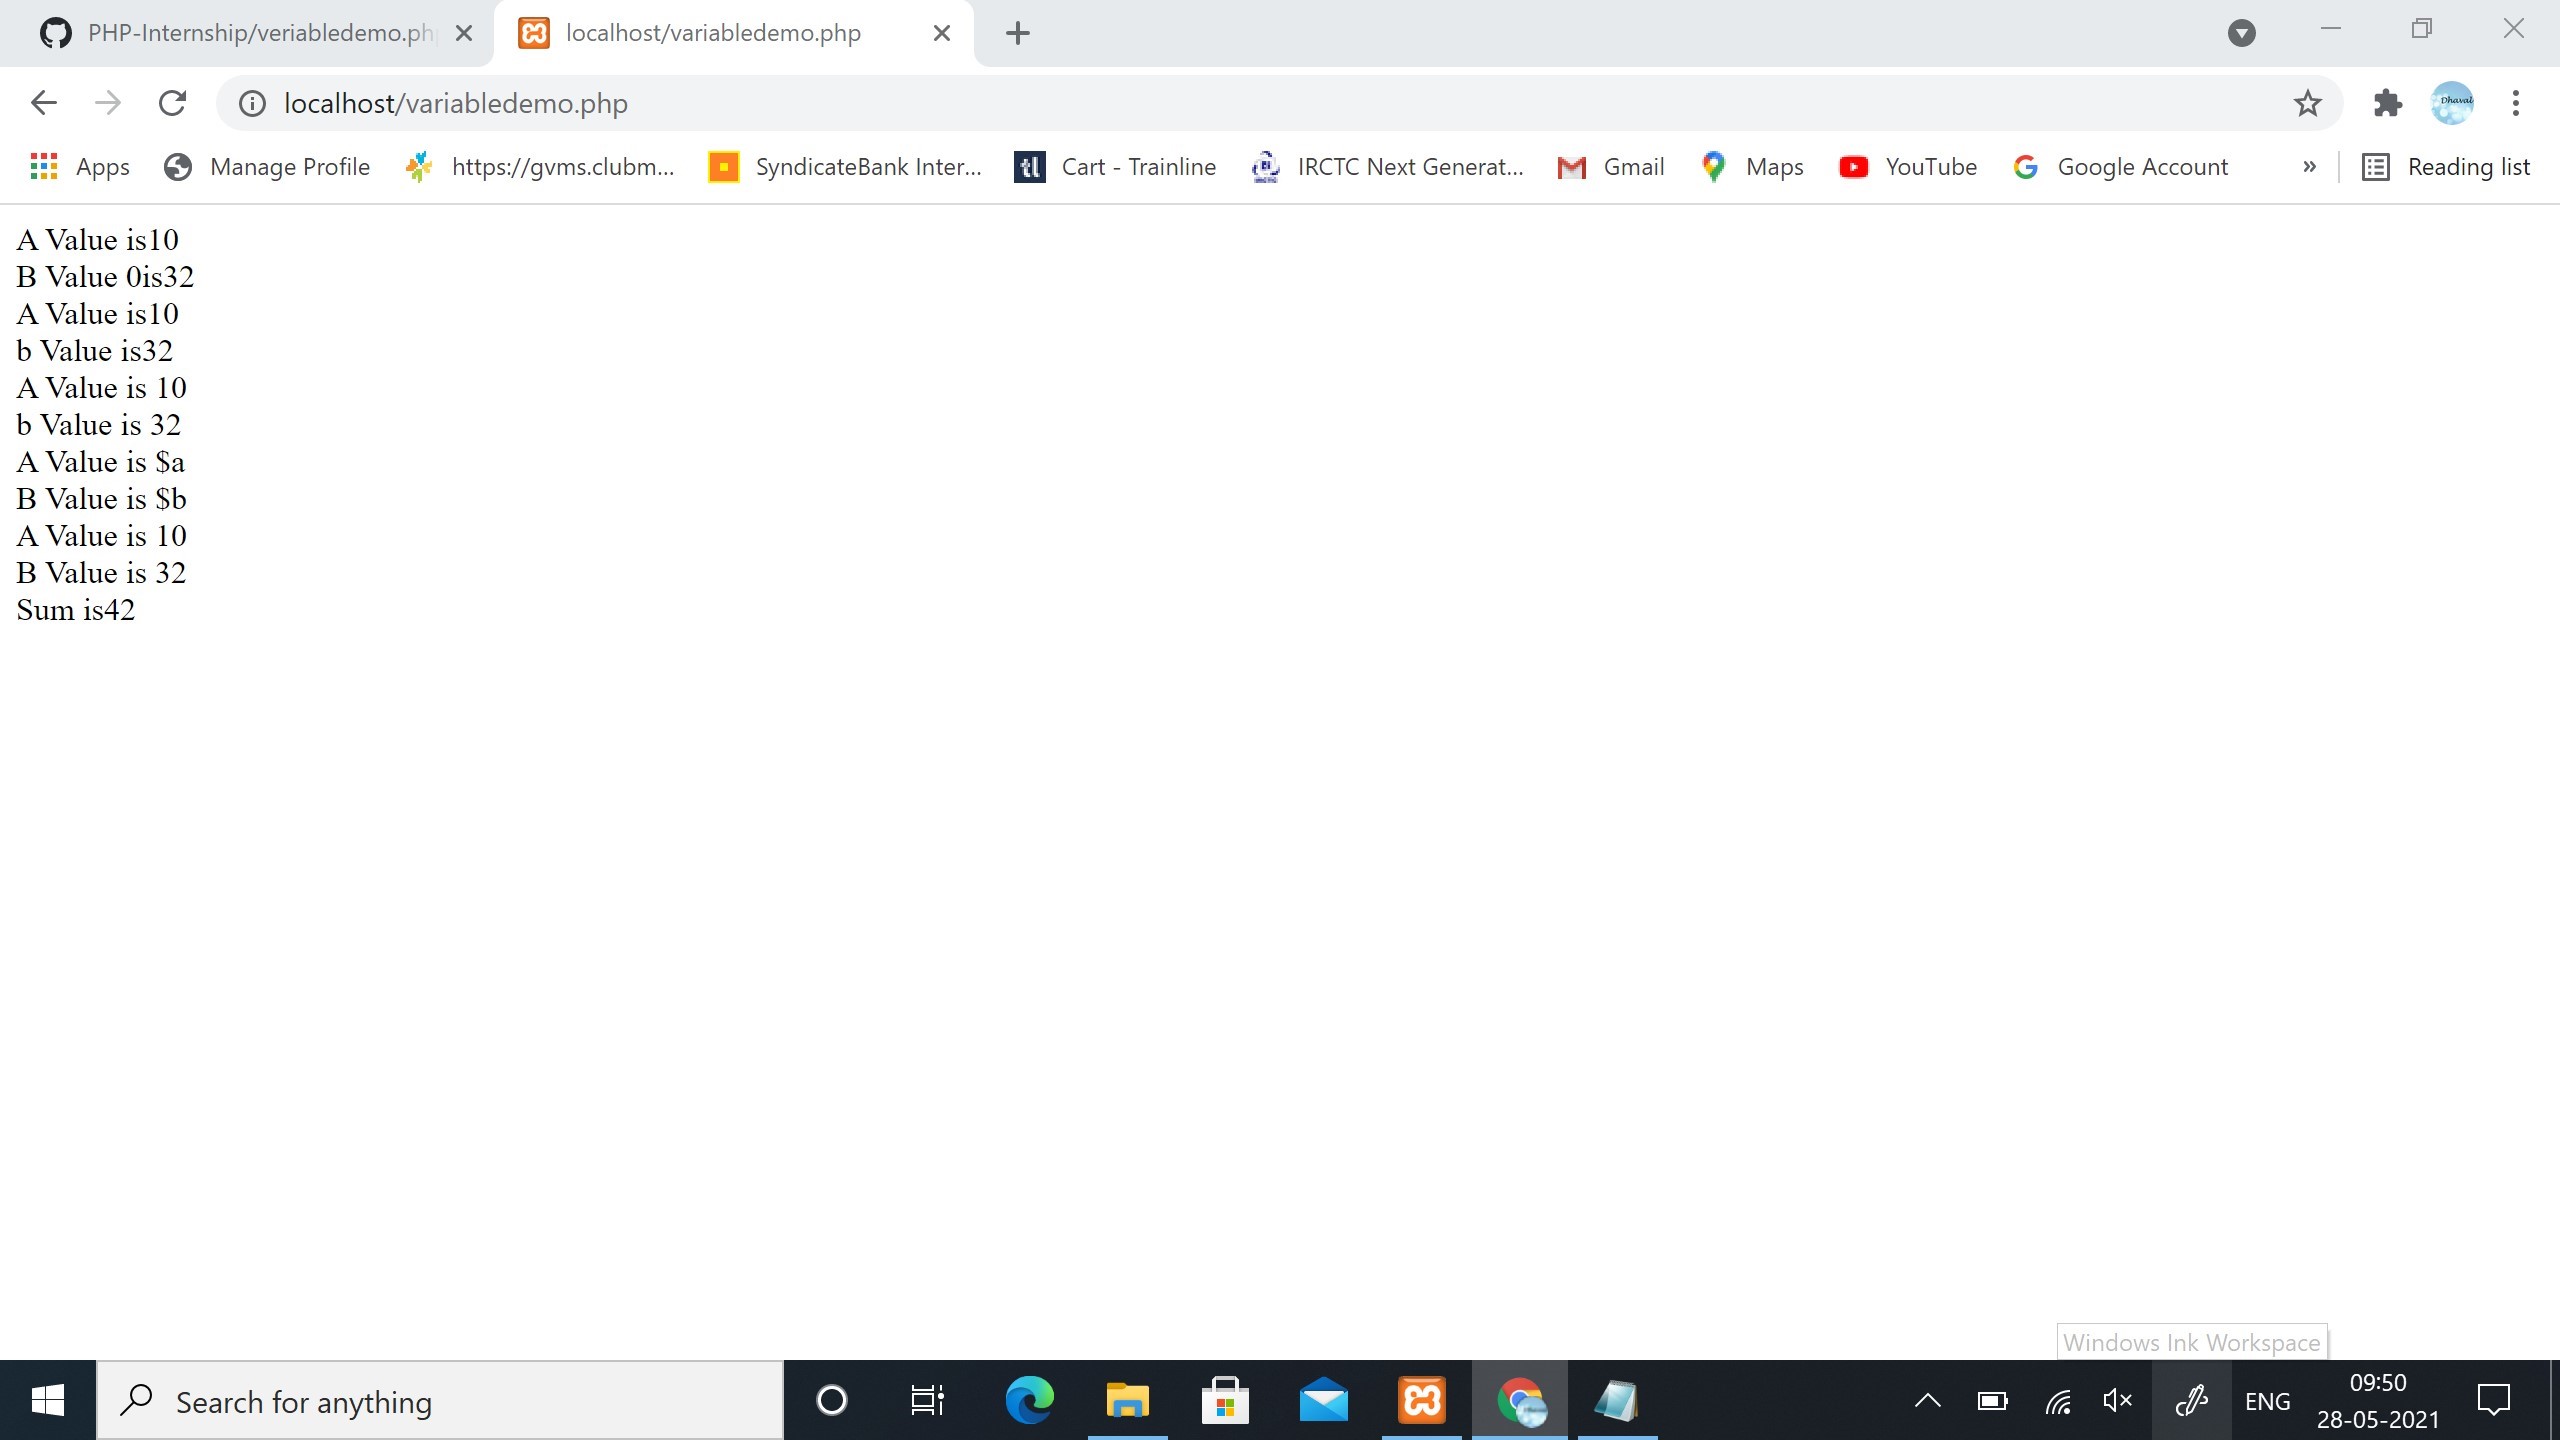 PHP-Internship/veriabledemo.ph
localhost/variabledemo.php
localhost/variabledemo.php
Dhaval
Apps
Manage Profile
https://gvms.clubm...
SyndicateBank Inter...
tl
Cart - Trainline
IRCTC Next Generat...
Gmail
Maps
YouTube
Google Account
»
Reading list
A Value is10
B Value 0is32
A Value is10
b Value is32
A Value is 10
b Value is 32
A Value is $a
B Value is $b
A Value is 10
B Value is 32
Sum is42
Windows Ink Workspace
Search for anything
ENG
09:50
28-05-2021